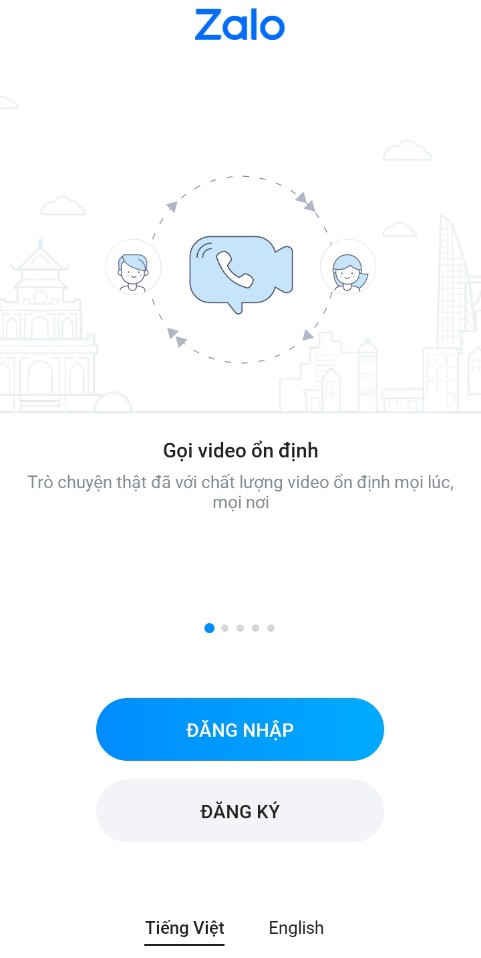 Zalo
Gọi video ổn định
Trò chuyện thật đã với chất lượng video ổn định mọi lúc,
mọi nơi
ĐĂNG NHẬP
ĐĂNG KÝ
Tiếng Việt English